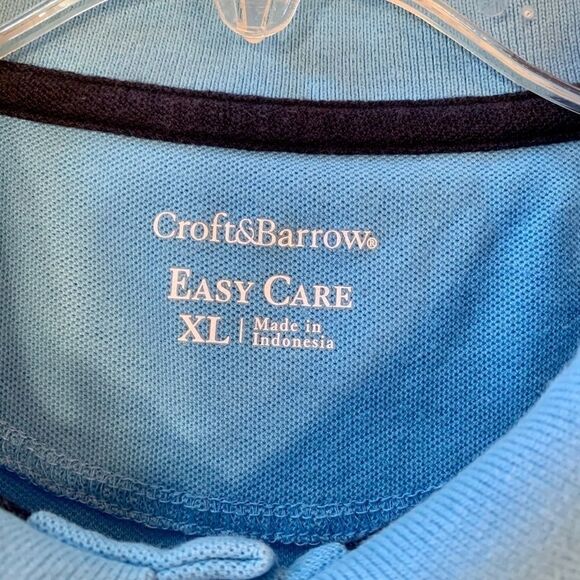 Croft&Barrow®
EASY CARE
XL | Made in
Indonesia